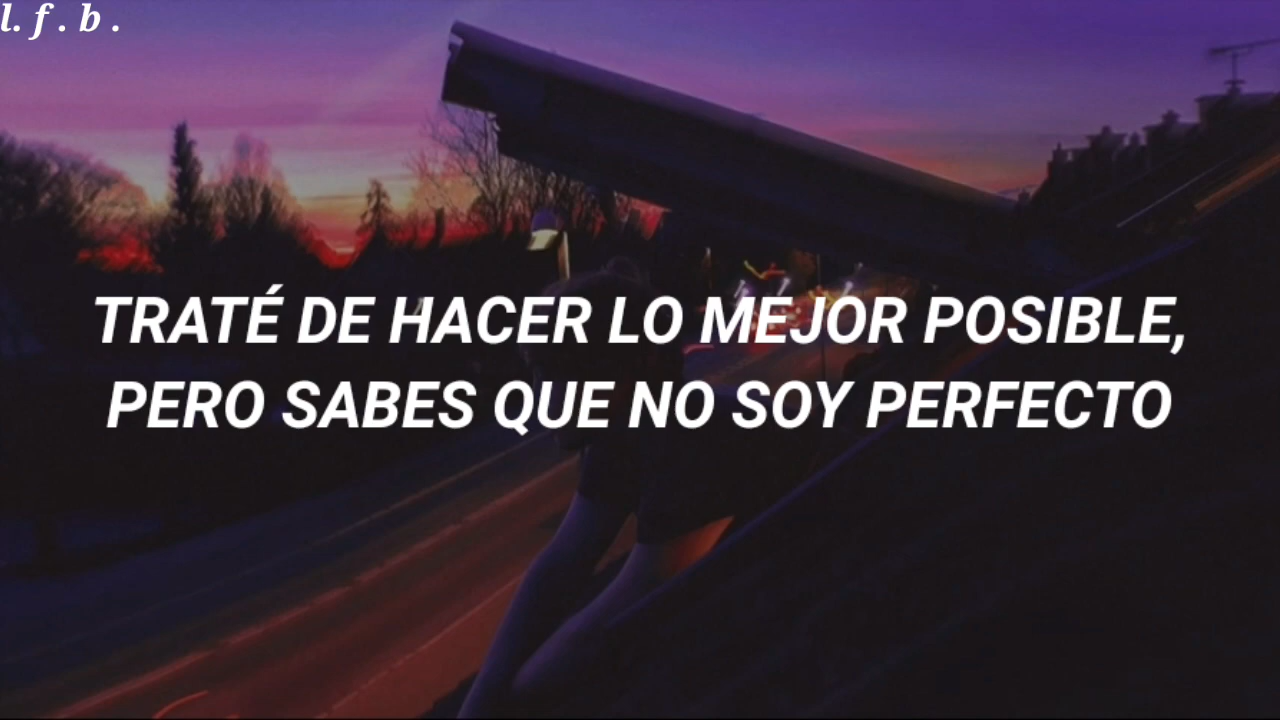 l. f. b.
TRATÉ DE HACER LO MEJOR POSIBLE,
PERO SABES QUE NO SOY PERFECTO